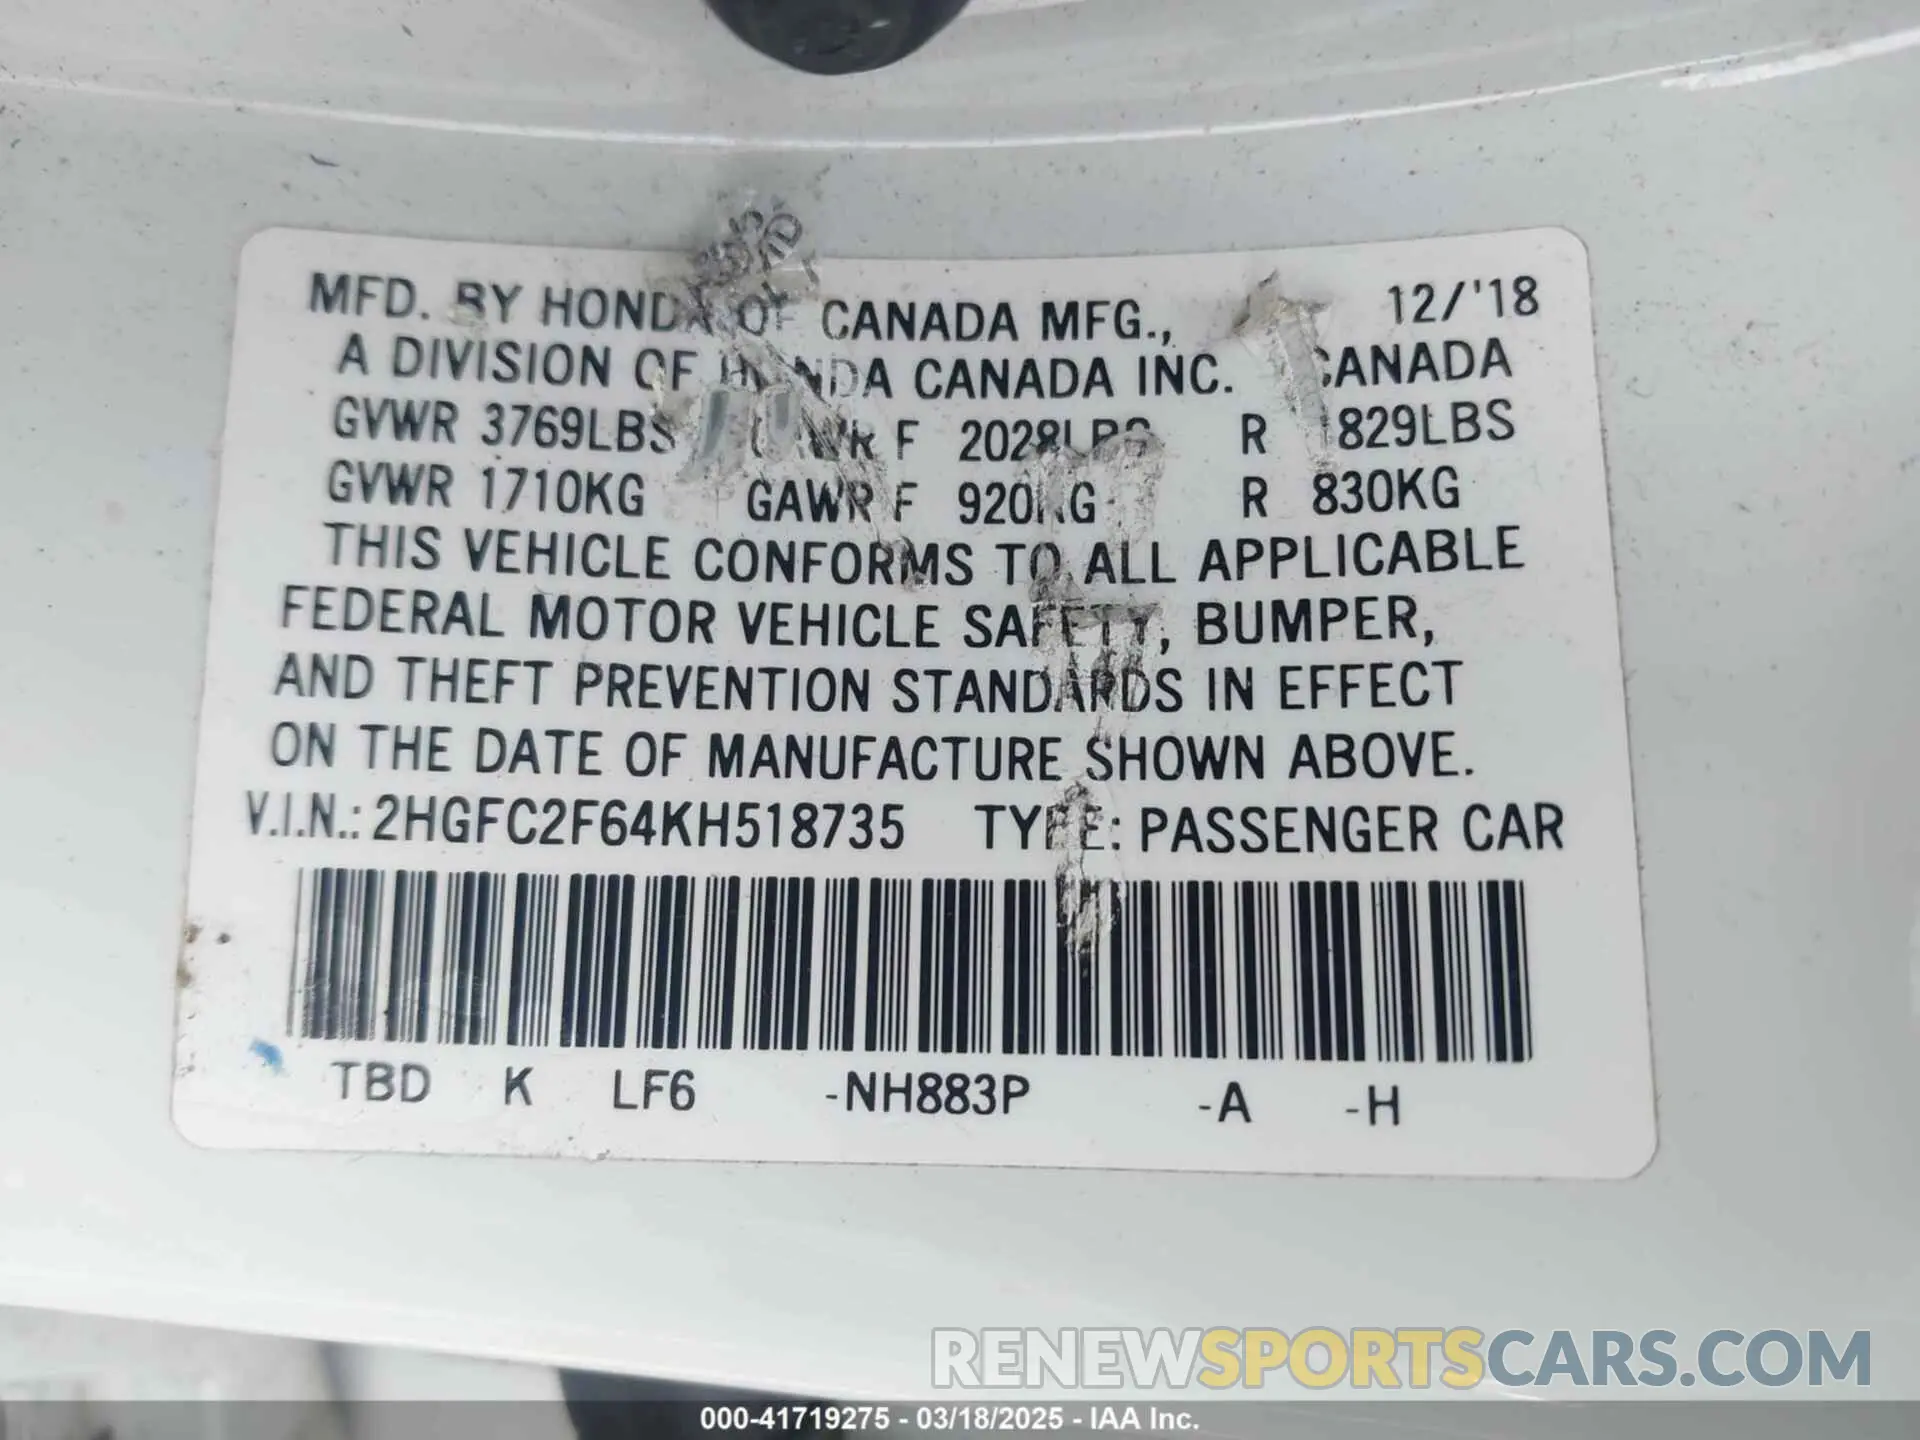 MFD. BY HONDA OF CANADA MFG., 12/'18
A DIVISION OF HONDA CANADA INC. CANADA
GVWR 3769LBS GAWR F 2028LBS R 1829LBS
GVWR 1710KG GAWR F 920KG R 830KG
THIS VEHICLE CONFORMS TO ALL APPLICABLE
FEDERAL MOTOR VEHICLE SAFETY, BUMPER,
AND THEFT PREVENTION STANDARDS IN EFFECT
ON THE DATE OF MANUFACTURE SHOWN ABOVE.
V.I.N.: 2HGFC2F64KH518735 TYPE: PASSENGER CAR
TBD K LF6 -NH883P -A -H
RENEWSPORTSCARS.COM
000-41719275 - 03/18/2025 - IAA Inc.